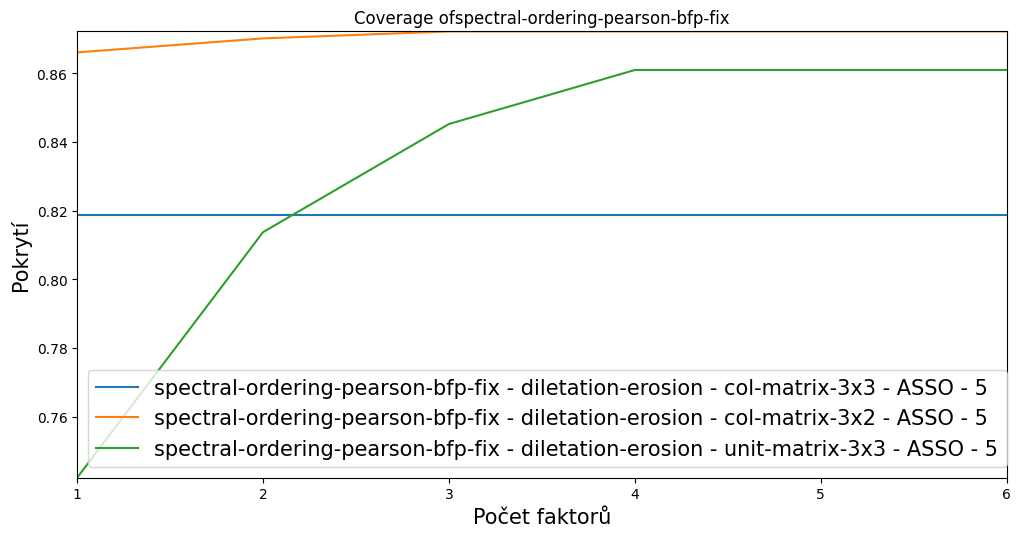 Coverage ofspectral-ordering-pearson-bfp-fix
0.86
0.84
0.82
0.80
0.78
0.76
Pokrytí
spectral-ordering-pearson-bfp-fix - diletation-erosion - col-matrix-3x3 - ASSO - 5
spectral-ordering-pearson-bfp-fix - diletation-erosion - col-matrix-3x2 - ASSO - 5
spectral-ordering-pearson-bfp-fix - diletation-erosion - unit-matrix-3x3 - ASSO - 5
1 2 3 4 5 6
Počet faktorů